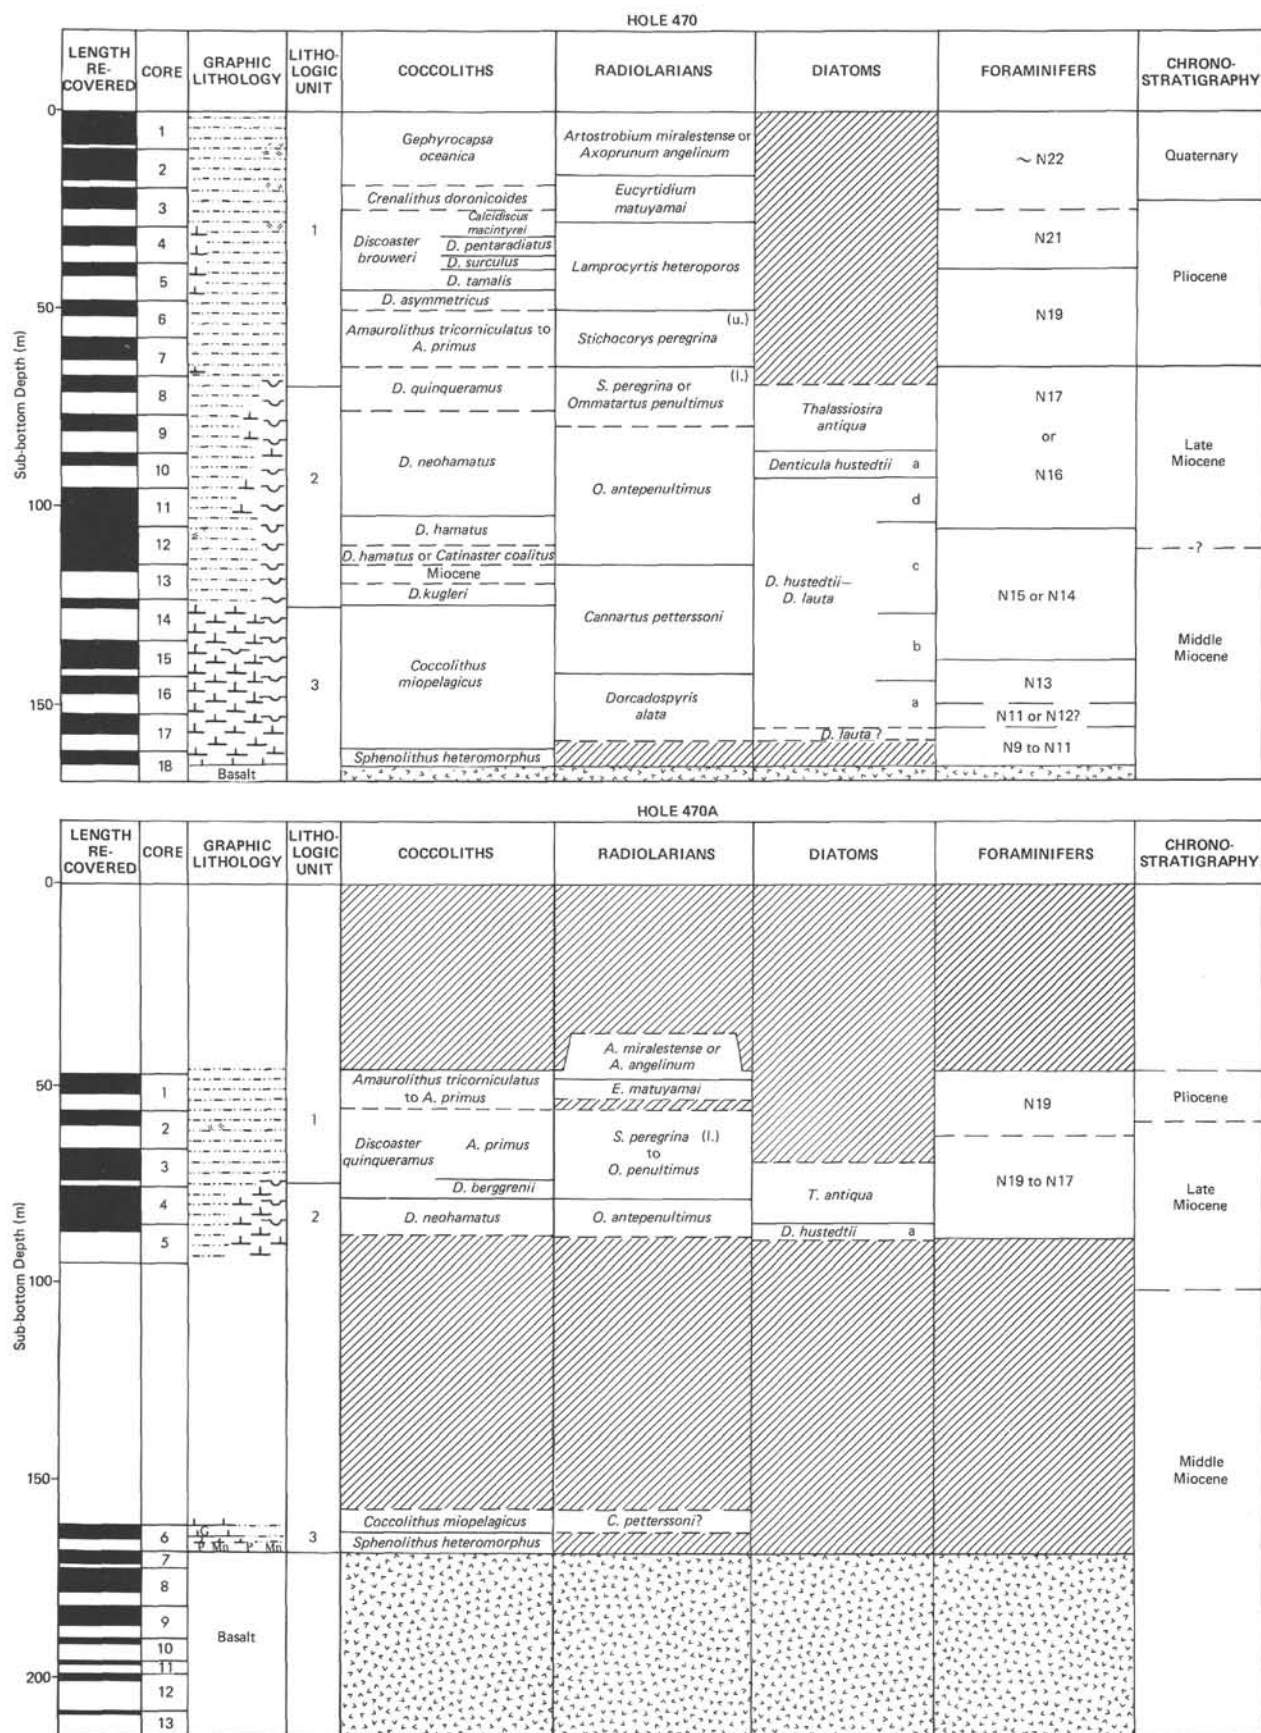 HOLE 470
LENGTH RE-COVERED
CORE
GRAPHIC LITHOLOGY
LITHO-LOGIC UNIT
COCCOLITHS
RADIOLARIANS
DIATOMS
FORAMINIFERS
CHRONO-STRATIGRAPHY
Sub-bottom Depth (m)
0
50
100
150
1
2
3
4
5
6
7
8
9
10
11
12
13
14
15
16
17
18
Basalt
1
2
3
Gephyrocapsa
oceanica
Crenalithus doronicoides
Discoaster
brouweri
Calcidiscus
macintyrei
D. pentaradiatus
D. surculus
D. tamalis
D. asymmetricus
Amaurolithus tricorniculatus to
A. primus
D. quinqueramus
D. neohamatus
D. hamatus
D. hamatus or Catinaster coalitus
Miocene
D.kugleri
Coccolithus
miopelagicus
Sphenolithus heteromorphus
Artostrobium miralestense or
Axoprunum angelinum
Eucyrtidium
matuyamai
Lamprocyrtis heteroporos
(u.)
Stichocorys peregrina
(l.)
S. peregrina or
Ommatartus penultimus
O. antepenultimus
Cannartus petterssoni
Dorcadospyris
alata
Thalassiosira
antiqua
Denticula hustedtii a
d
c
D. hustedtii—
D. lauta
b
a
D. lauta ?
~ N22
N21
N19
N17
or
N16
N15 or N14
N13
N11 or N12?
N9 to N11
Quaternary
Pliocene
Late
Miocene
-?
Middle
Miocene
HOLE 470A
LENGTH RE-COVERED
CORE
GRAPHIC LITHOLOGY
LITHO-LOGIC UNIT
COCCOLITHS
RADIOLARIANS
DIATOMS
FORAMINIFERS
CHRONO-STRATIGRAPHY
Sub-bottom Depth (m)
0
50
100
150
200
1
2
3
4
5
6
7
8
9
10
11
12
13
G
P Mn P Mn
Basalt
1
2
3
Amaurolithus tricorniculatus
to A. primus
Discoaster
quinqueramus
A. primus
D. berggrenii
D. neohamatus
Coccolithus miopelagicus
Sphenolithus heteromorphus
A. miralestense or
A. angelinum
E. matuyamai
S. peregrina (l.)
to
O. penultimus
O. antepenultimus
C. petterssoni?
T. antiqua
D. hustedtii a
N19
N19 to N17
Pliocene
Late
Miocene
Middle
Miocene